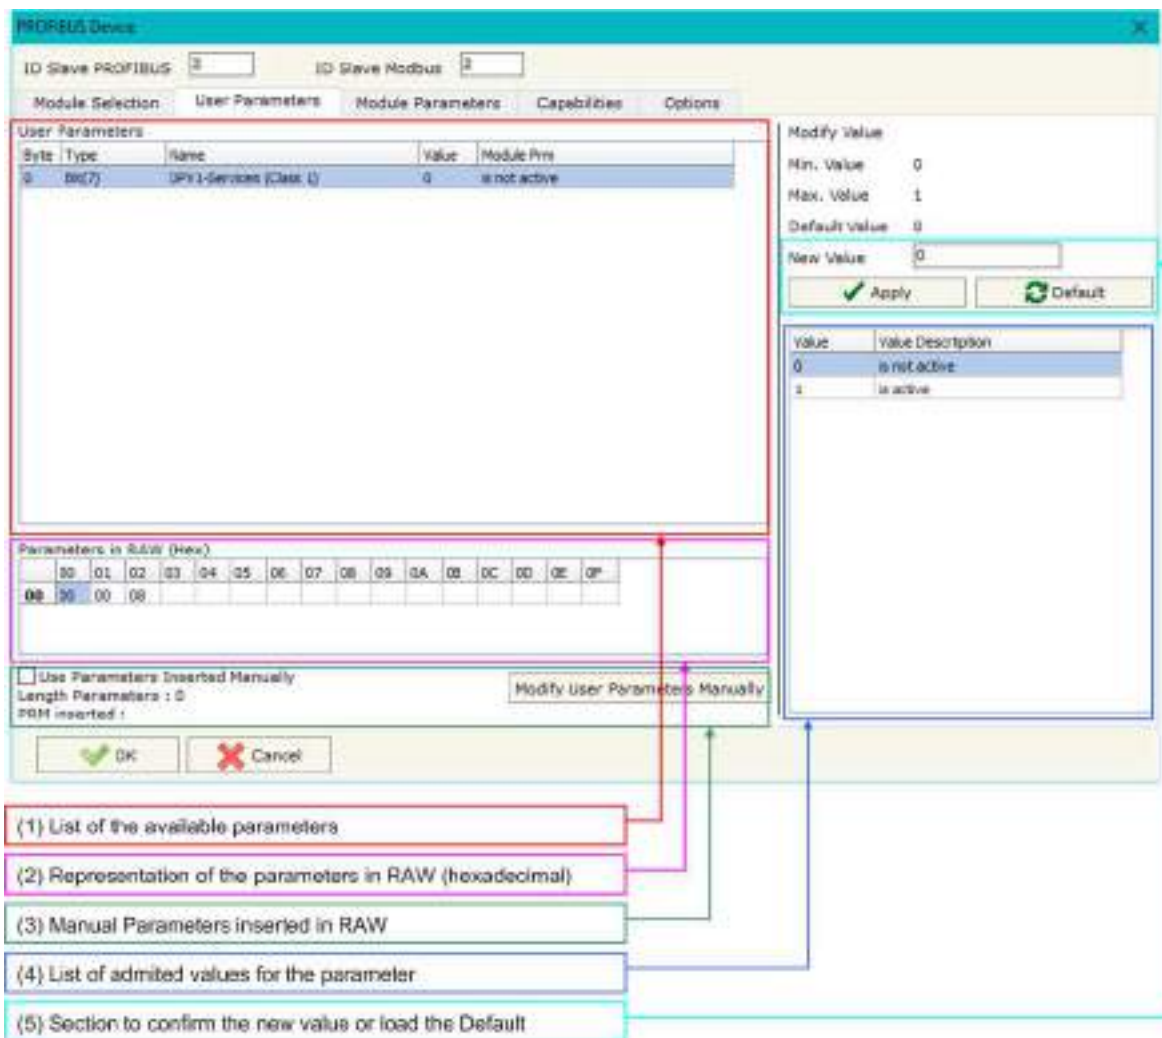 PROFIBUS Device
ID Slave PROFIBUS ID Slave Modbus
Module Selection User Parameters Module Parameters Capabilities Options
User Parameters
Byte Type Name Value Module Prm
0 Bit(7) DPV1-Services (Class 1) 0 is not active
Parameters in RAW (Hex)
00 01 02 03 04 05 06 07 08 09 0A 0B 0C 0D 0E 0F
00 00 00 08
Use Parameters Inserted Manually
Length Parameters : 0
PRM inserted :
Modify User Parameters Manually
OK Cancel
Modify Value
Min. Value 0
Max. Value 1
Default Value 0
New Value 0
Apply Default
Value Value Description
0 is not active
1 is active
(1) List of the available parameters
(2) Representation of the parameters in RAW (hexadecimal)
(3) Manual Parameters inserted in RAW
(4) List of admited values for the parameter
(5) Section to confirm the new value or load the Default